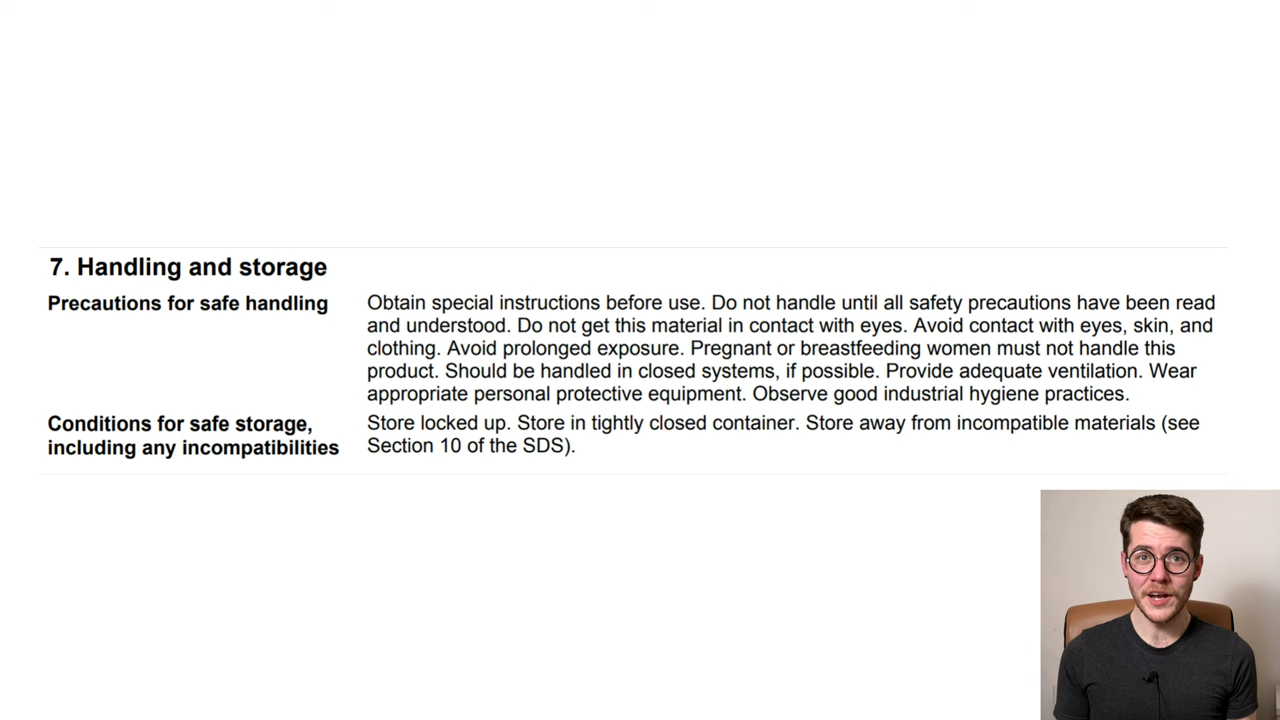 7. Handling and storage
Precautions for safe handling
Obtain special instructions before use. Do not handle until all safety precautions have been read
and understood. Do not get this material in contact with eyes. Avoid contact with eyes, skin, and
clothing. Avoid prolonged exposure. Pregnant or breastfeeding women must not handle this
product. Should be handled in closed systems, if possible. Provide adequate ventilation. Wear
appropriate personal protective equipment. Observe good industrial hygiene practices.
Conditions for safe storage,
including any incompatibilities
Store locked up. Store in tightly closed container. Store away from incompatible materials (see
Section 10 of the SDS).